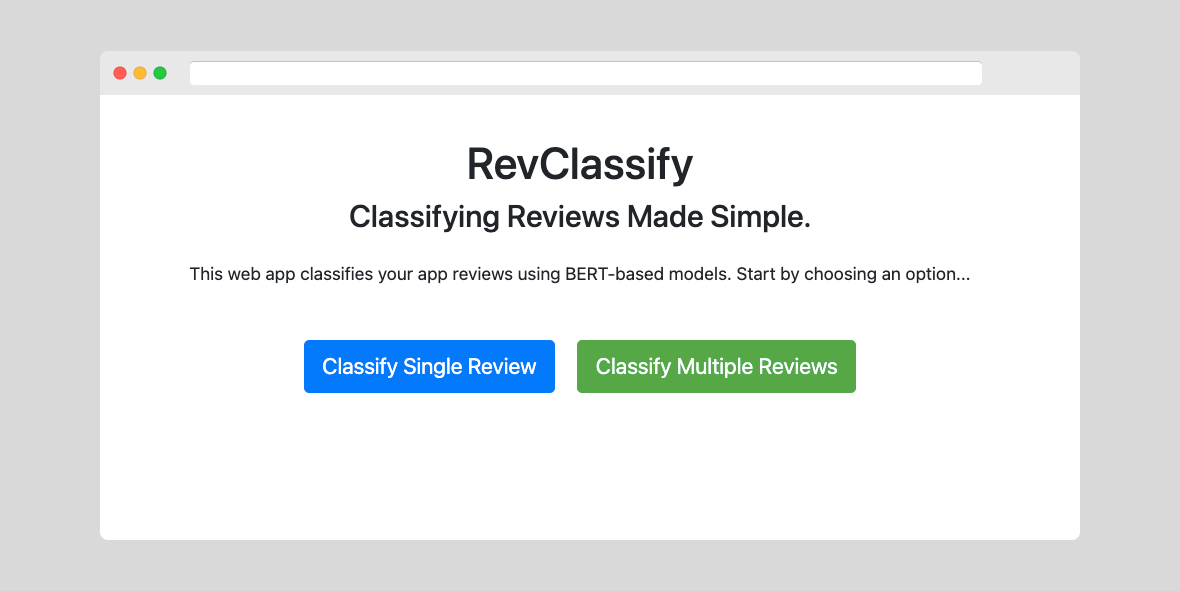 RevClassify
Classifying Reviews Made Simple.
This web app classifies your app reviews using BERT-based models. Start by choosing an option...
Classify Single Review
Classify Multiple Reviews